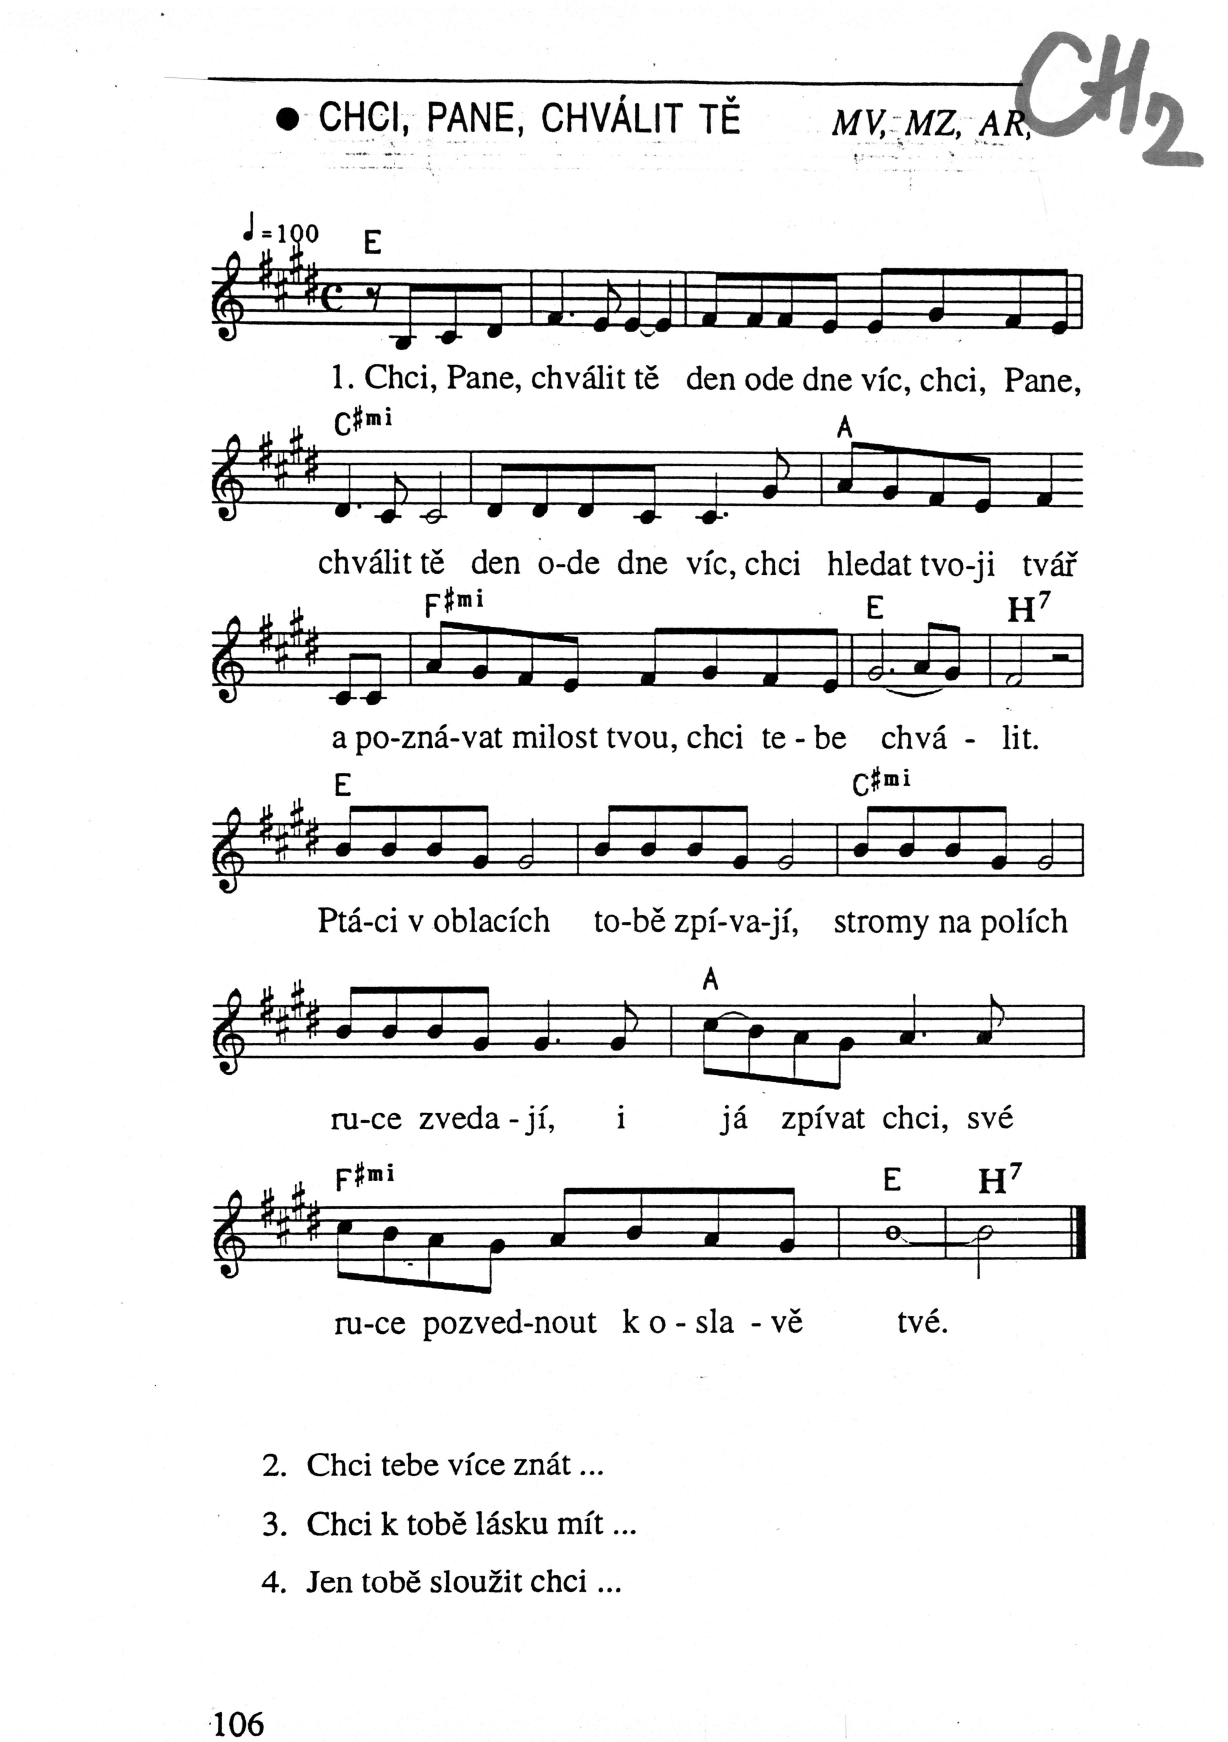 CH2
● CHCI, PANE, CHVÁLIT TĚ MV, MZ, AR,
♩=100 E
1. Chci, Pane, chválit tě den ode dne víc, chci, Pane,
C#mi A
chválit tě den o-de dne víc, chci hledat tvo-ji tvář
F#mi E H7
a po-zná-vat milost tvou, chci te - be chvá - lit.
E C#mi
Ptá-ci v oblacích to-bě zpí-va-jí, stromy na polích
A
ru-ce zveda - jí, i já zpívat chci, své
F#mi E H7
ru-ce pozved-nout k o - sla - vě tvé.
2. Chci tebe více znát ...
3. Chci k tobě lásku mít ...
4. Jen tobě sloužit chci ...
106